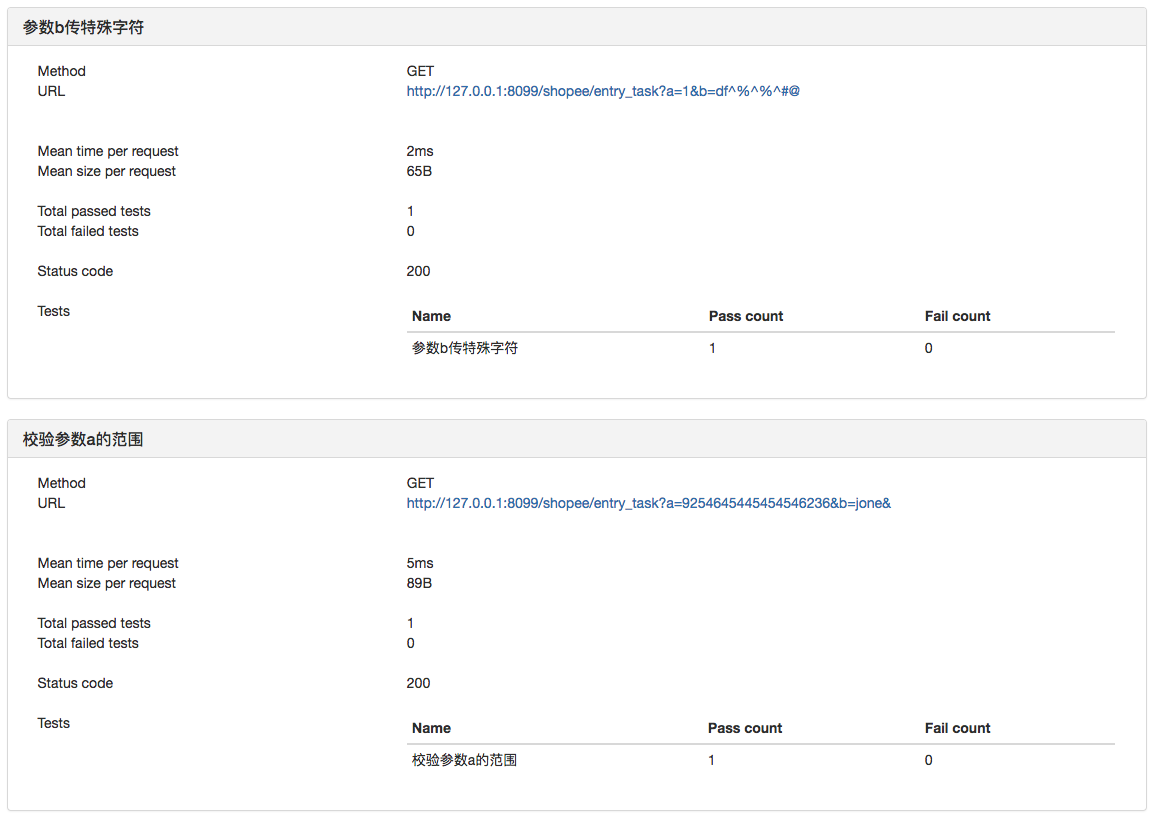 参数b传特殊字符
Method GET
URL http://127.0.0.1:8099/shopee/entry_task?a=1&b=df^%^%^#@
Mean time per request 2ms
Mean size per request 65B
Total passed tests 1
Total failed tests 0
Status code 200
Tests
Name Pass count Fail count
参数b传特殊字符 1 0
校验参数a的范围
Method GET
URL http://127.0.0.1:8099/shopee/entry_task?a=9254645445454546236&b=jone&
Mean time per request 5ms
Mean size per request 89B
Total passed tests 1
Total failed tests 0
Status code 200
Tests
Name Pass count Fail count
校验参数a的范围 1 0